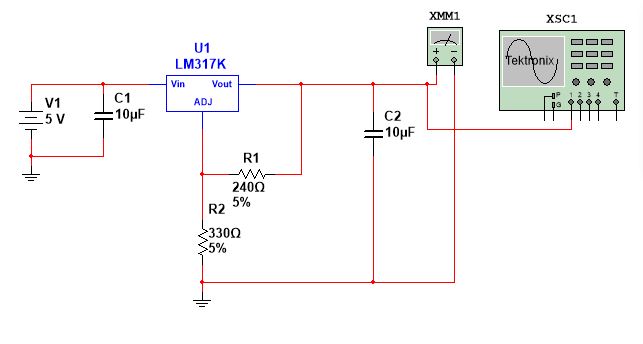 XMM1
XSC1
U1
LM317K
Tektronix
Vin
Vout
ADJ
V1
5 V
C1
10µF
C2
10µF
P
G
1 2 3 4
T
R1
240Ω
5%
R2
330Ω
5%